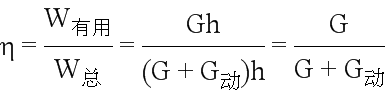 η = W有用/W总 = Gh/(G + G动)h = G/G + G动